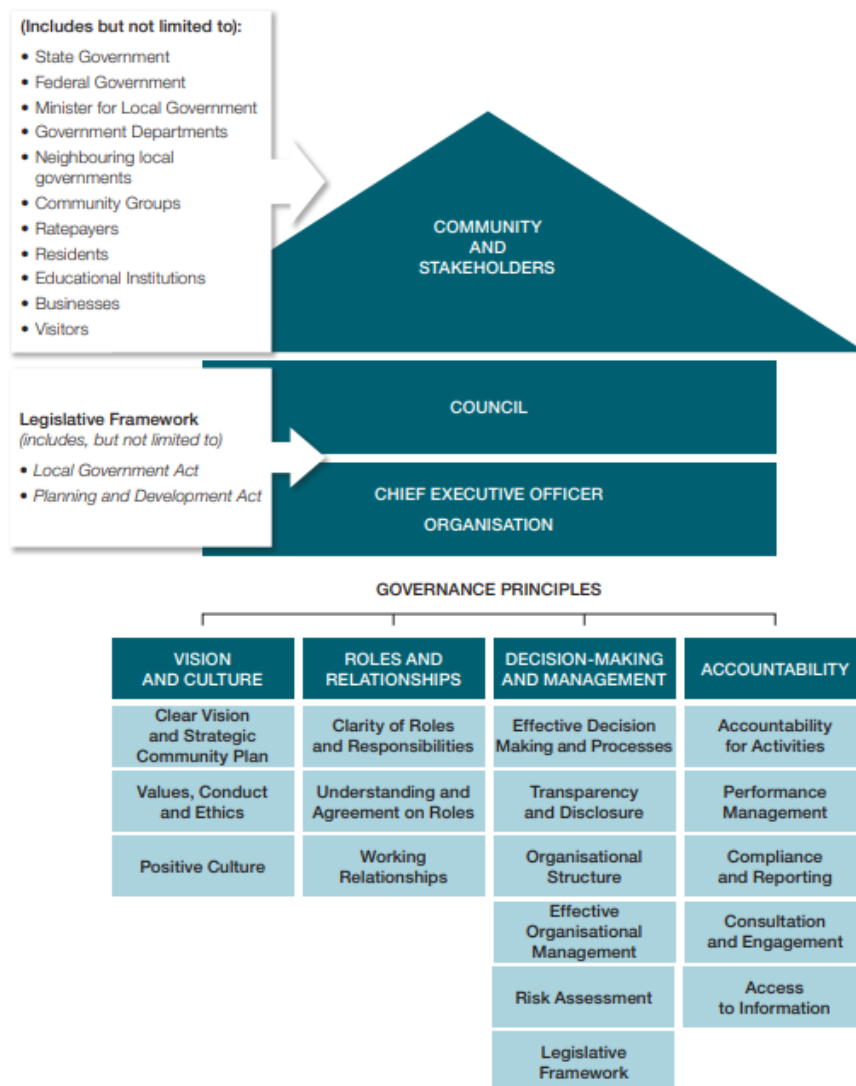 (Includes but not limited to):
• State Government
• Federal Government
• Minister for Local Government
• Government Departments
• Neighbouring local
governments
• Community Groups
• Ratepayers
• Residents
• Educational Institutions
• Businesses
• Visitors
COMMUNITY
AND
STAKEHOLDERS
Legislative Framework
(includes, but not limited to)
• Local Government Act
• Planning and Development Act
COUNCIL
CHIEF EXECUTIVE OFFICER
ORGANISATION
GOVERNANCE PRINCIPLES
VISION
AND CULTURE
Clear Vision
and Strategic
Community Plan
Values, Conduct
and Ethics
Positive Culture
ROLES AND
RELATIONSHIPS
Clarity of Roles
and Responsibilities
Understanding and
Agreement on Roles
Working
Relationships
DECISION-MAKING
AND MANAGEMENT
Effective Decision
Making and Processes
Transparency
and Disclosure
Organisational
Structure
Effective
Organisational
Management
Risk Assessment
Legislative
Framework
ACCOUNTABILITY
Accountability
for Activities
Performance
Management
Compliance
and Reporting
Consultation
and Engagement
Access
to Information